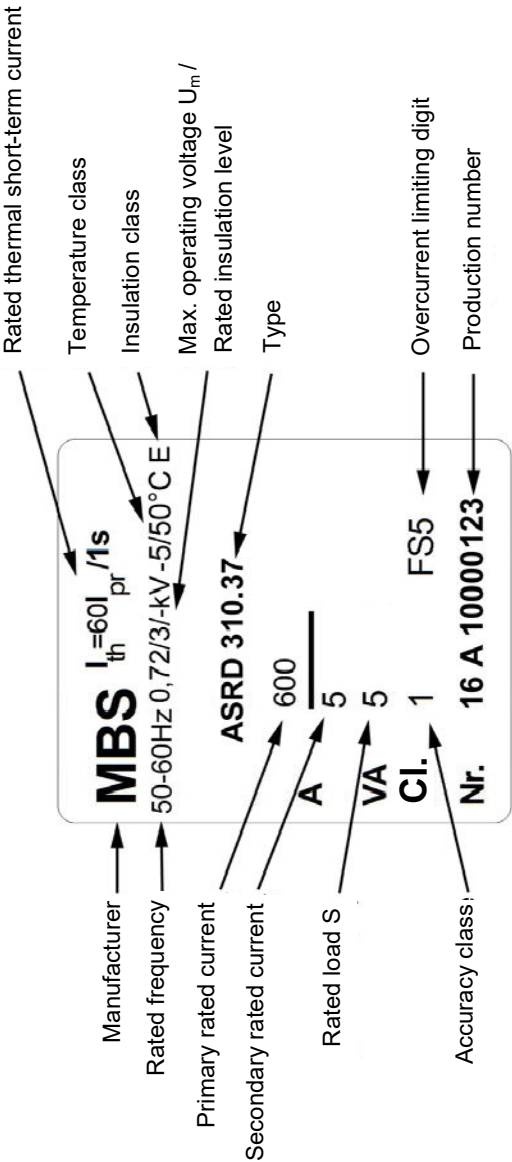 Rated thermal short-term current
Temperature class
Insulation class
Max. operating voltage Uₘ /
Rated insulation level
Type
Overcurrent limiting digit
Production number
MBS Iₜₕ=60Iₚᵣ/1s
50-60Hz 0,72/3/-kV -5/50°C E
ASRD 310.37
A 600
5
VA 5
Cl. 1 FS5
Nr. 16 A 10000123
Manufacturer
Rated frequency
Primary rated current
Secondary rated current
Rated load S
Accuracy class